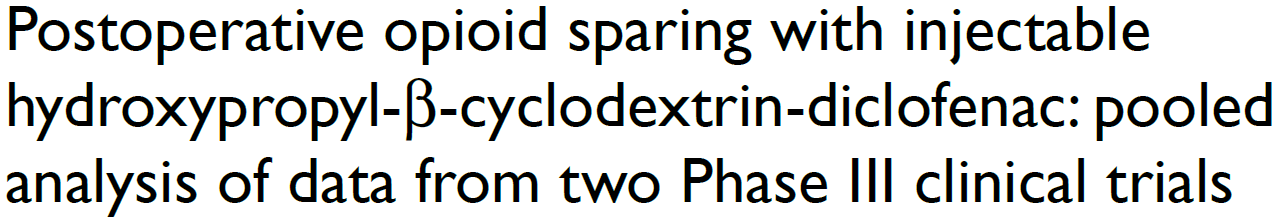 Postoperative opioid sparing with injectable
hydroxypropyl-β-cyclodextrin-diclofenac: pooled
analysis of data from two Phase III clinical trials